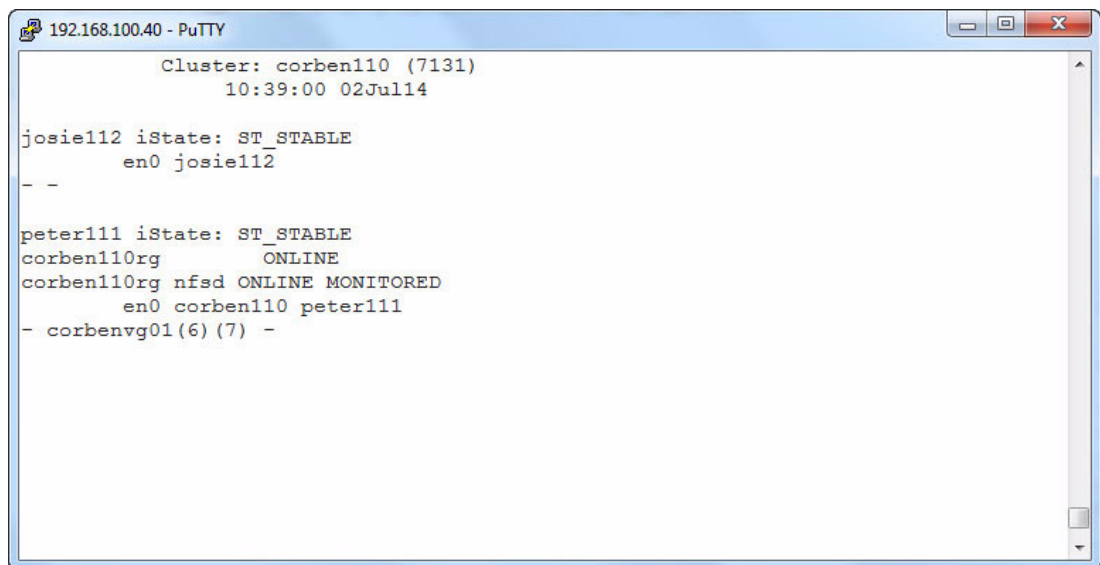 192.168.100.40 - PuTTY
Cluster: corben110 (7131)
10:39:00 02Jul14
josie112 iState: ST_STABLE
en0 josie112
- -
peter111 iState: ST_STABLE
corben110rg ONLINE
corben110rg nfsd ONLINE MONITORED
en0 corben110 peter111
- corbenvg01(6)(7) -